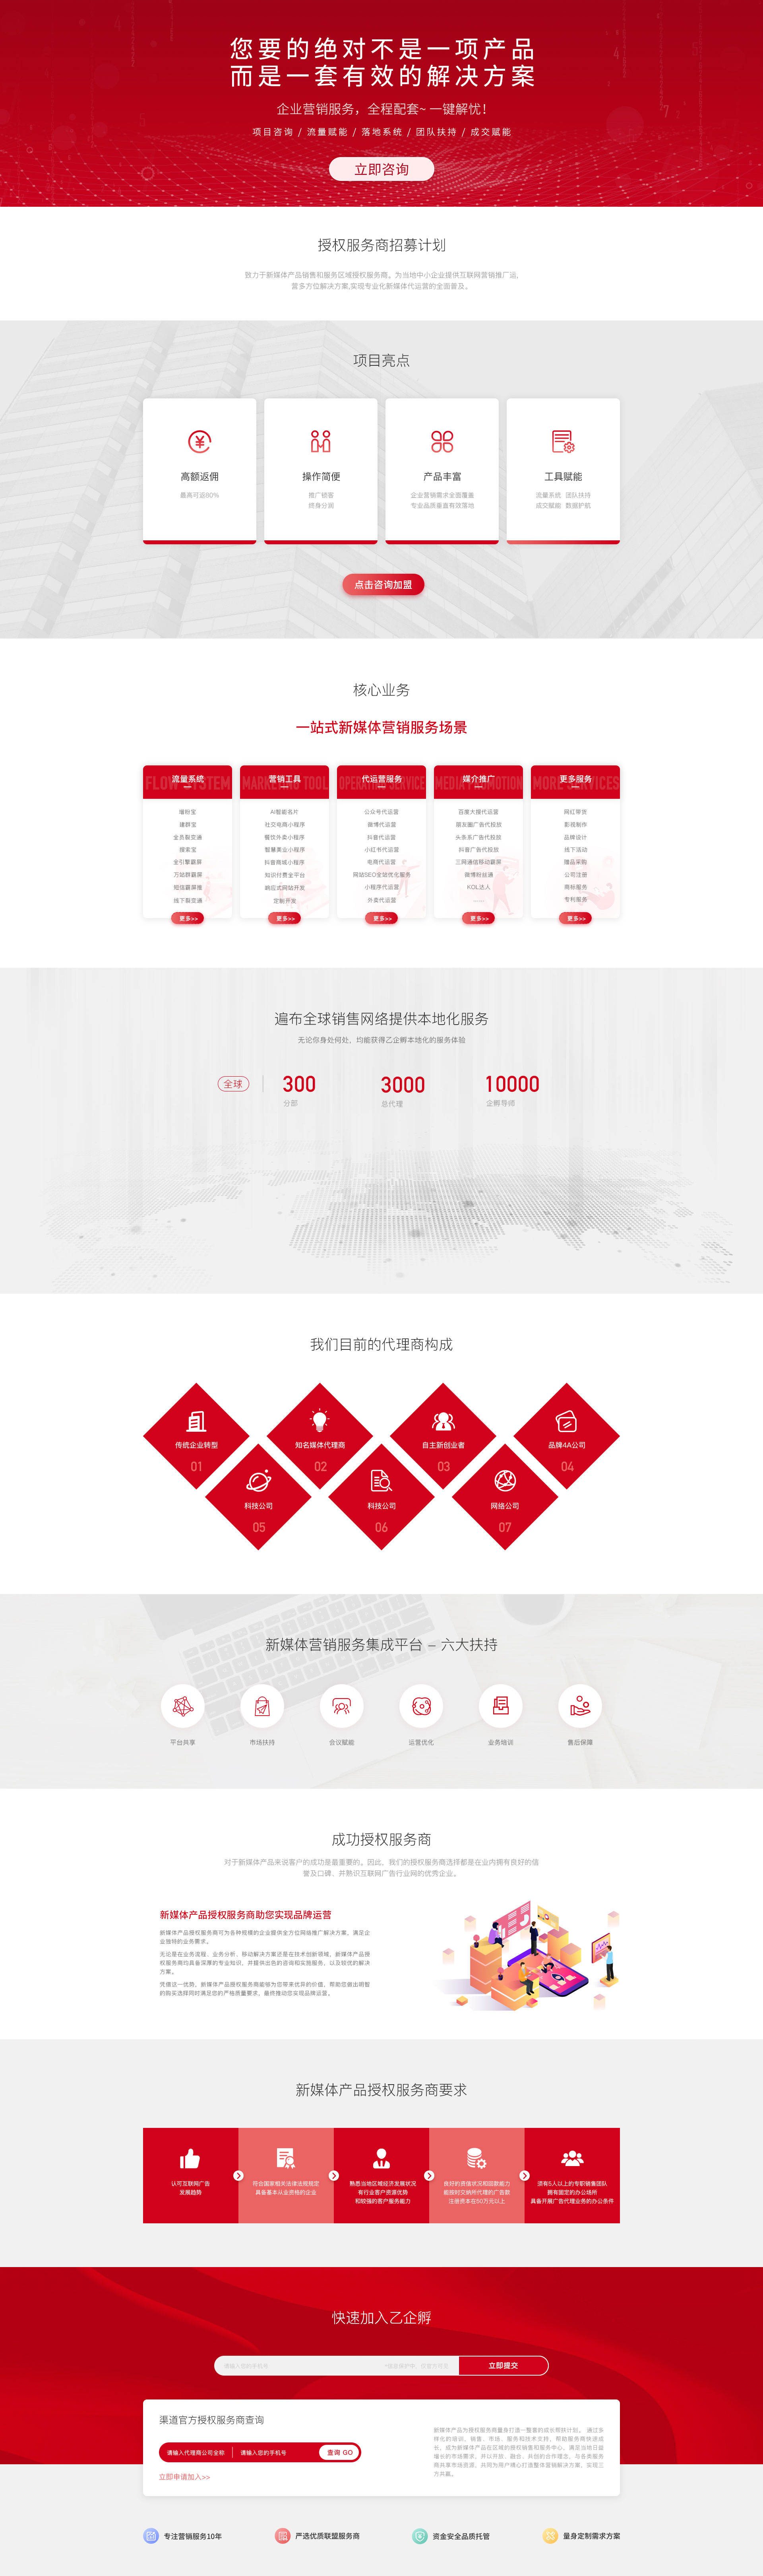 您要的绝对不是一项产品
而是一套有效的解决方案
企业营销服务，全程配套~ 一键解忧！
项目咨询 / 流量赋能 / 落地系统 / 团队扶持 / 成交赋能
立即咨询
授权服务商招募计划
致力于新媒体产品销售和服务区域授权服务商。为当地中小企业提供互联网营销推广运,
营多方位解决方案,实现专业化新媒体代运营的全面普及。
项目亮点
高额返佣
最高可返80%
操作简便
推广锁客
终身分润
产品丰富
企业营销需求全面覆盖
专业品质垂直有效落地
工具赋能
流量系统 团队扶持
成交赋能 数据护航
点击咨询加盟
核心业务
一站式新媒体营销服务场景
FLOW SYSTEM
流量系统
增粉宝
建群宝
全员裂变通
搜索宝
全引擎霸屏
万站群霸屏
短信霸屏推
线下裂变通
更多>>
MARKETING TOOL
营销工具
AI智能名片
社交电商小程序
餐饮外卖小程序
智慧美业小程序
抖音商城小程序
知识付费全平台
响应式网站开发
定制开发
更多>>
OPERATION SERVICE
代运营服务
公众号代运营
微博代运营
抖音代运营
小红书代运营
电商代运营
网站SEO全站优化服务
小程序代运营
外卖代运营
更多>>
MEDIA PROMOTION
媒介推广
百度大搜代运营
朋友圈广告代投放
头条系广告代投放
抖音广告代投放
三网通信移动霸屏
微博粉丝通
KOL达人
......
更多>>
MORE SERVICES
更多服务
网红带货
影视制作
品牌设计
线下活动
赠品采购
公司注册
商标服务
专利服务
更多>>
遍布全球销售网络提供本地化服务
无论你身处何处，均能获得乙企孵本地化的服务体验
全球
300
分部
3000
总代理
10000
企孵导师
我们目前的代理商构成
传统企业转型
01
知名媒体代理商
02
自主新创业者
03
品牌4A公司
04
科技公司
05
科技公司
06
网络公司
07
新媒体营销服务集成平台 – 六大扶持
平台共享
市场扶持
会议赋能
运营优化
业务培训
售后保障
成功授权服务商
对于新媒体产品来说客户的成功是最重要的。因此、我们的授权服务商选择都是在业内拥有良好的信
誉及口碑、并熟识互联网广告行业网的优秀企业。
新媒体产品授权服务商助您实现品牌运营
新媒体产品授权服务商可为各种规模的企业提供全方位网络推广解决方案，满足企
业独特的业务需求。
无论是在业务流程、业务分析、移动解决方案还是在技术创新领域，新媒体产品授
权服务商均具备深厚的专业知识，并提供出色的咨询和实施服务，以及较优的解决
方案。
凭借这一优势，新媒体产品授权服务商能够为您带来优异的价值，帮助您做出明智
的购买选择同时满足您的严格质量要求，最终推动您实现品牌运营。
新媒体产品授权服务商要求
认可互联网广告
发展趋势
符合国家相关法律法规规定
具备基本从业资格的企业
熟悉当地区域经济发展状况
有行业客户资源优势
和较强的客户服务能力
良好的资信状况和回款能力
能按时交纳所代理的广告款
注册资本在50万元以上
须有5人以上的专职销售团队
拥有固定的办公场所
具备开展广告代理业务的办公条件
快速加入乙企孵
请输入您的手机号
立即提交
渠道官方授权服务商查询
请输入代理商公司全称
请输入您的手机号
查询 GO
立即申请加入>>
新媒体产品为授权服务商量身打造一整套的成长帮扶计划。 通过多
样化的培训、销售、市场、服务和技术支持，帮助服务商快速成
长，成为新媒体产品在区域的授权销售和服务中心，满足当地日益
增长的市场需求，并以开放、融合、共创的合作理念，与各类服务
商共享市场资源，共同为用户精心打造整体营销解决方案，实现三
方共赢。
专注营销服务10年
严选优质联盟服务商
资金安全品质托管
量身定制需求方案